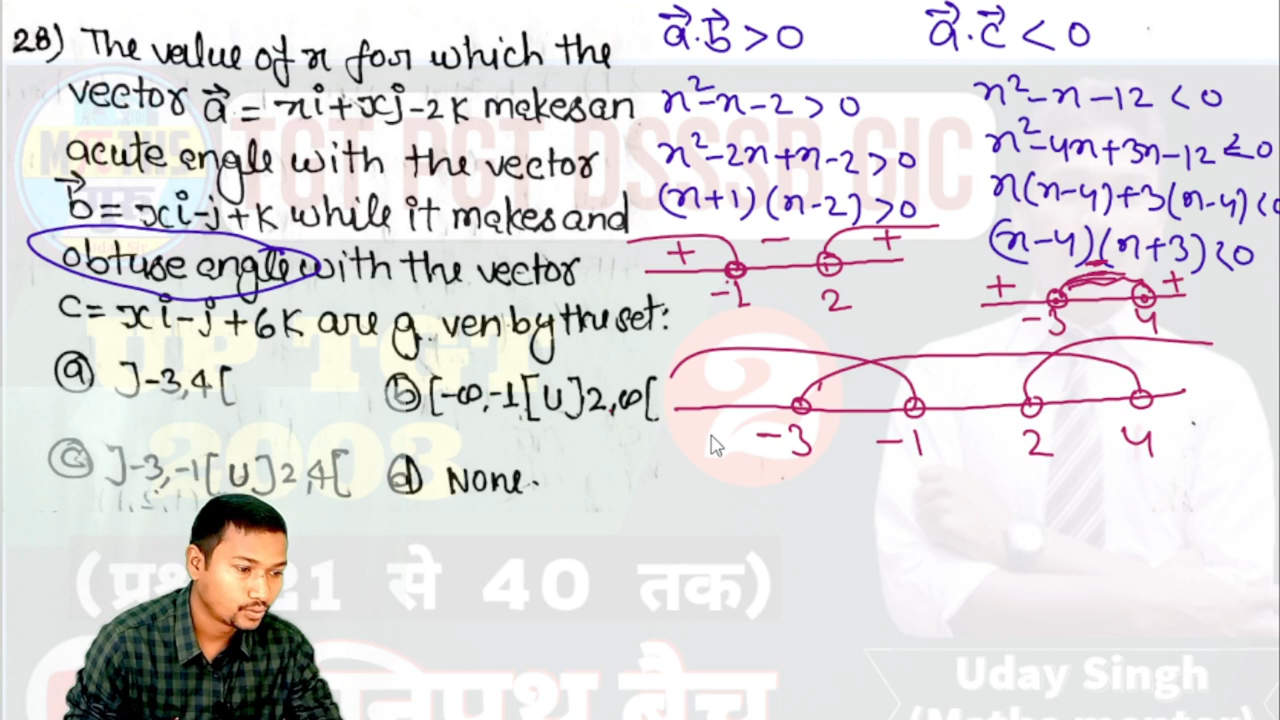 28) The value of x for which the
vector a⃗ = xi+xj-2k makes an
acute angle with the vector
b⃗ = xi-j+k while it makes and
obtuse angle with the vector
c= xi-j+6k are g ven by the set:
ⓐ ]-3,4[
ⓑ [-∞,-1[∪]2,∞[
ⓒ ]-3,-1[∪]2,4[
ⓓ None.
a⃗.b⃗ > 0
x²-x-2 > 0
x²-2x+x-2 > 0
(x+1)(x-2) > 0
+ - +
-1 2
a⃗.c⃗ < 0
x²-x-12 < 0
x²-4x+3x-12 < 0
x(x-4)+3(x-4) < 0
(x-4)(x+3) < 0
+ - +
-3 4
-3 -1 2 4
TGT PGT DSSSB GIC
UP TGT
2003
2
21 से 40 तक)
बैच
Uday Singh